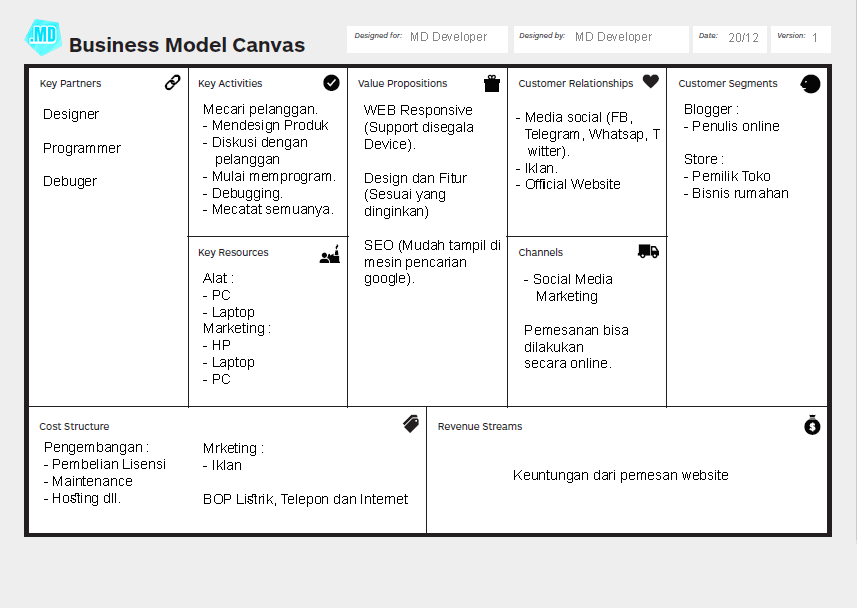 .MD
Business Model Canvas
Designed for: MD Developer
Designed by: MD Developer
Date: 20/12
Version: 1
Key Partners
Designer
Programmer
Debuger
Key Activities
Mecari pelanggan.
- Mendesign Produk
- Diskusi dengan
pelanggan
- Mulai memprogram.
- Debugging.
- Mecatat semuanya.
Key Resources
Alat :
- PC
- Laptop
Marketing :
- HP
- Laptop
- PC
Value Propositions
WEB Responsive
(Support disegala
Device).
Design dan Fitur
(Sesuai yang
dinginkan)
SEO (Mudah tampil di
mesin pencarian
google).
Customer Relationships
- Media social (FB,
Telegram, Whatsap, T
witter).
- Iklan.
- Official Website
Channels
- Social Media
Marketing
Pemesanan bisa
dilakukan
secara online.
Customer Segments
Blogger :
- Penulis online
Store :
- Pemilik Toko
- Bisnis rumahan
Cost Structure
Pengembangan :
- Pembelian Lisensi
- Maintenance
- Hosting dll.
Mrketing :
- Iklan
BOP Listrik, Telepon dan Internet
Revenue Streams
Keuntungan dari pemesan website